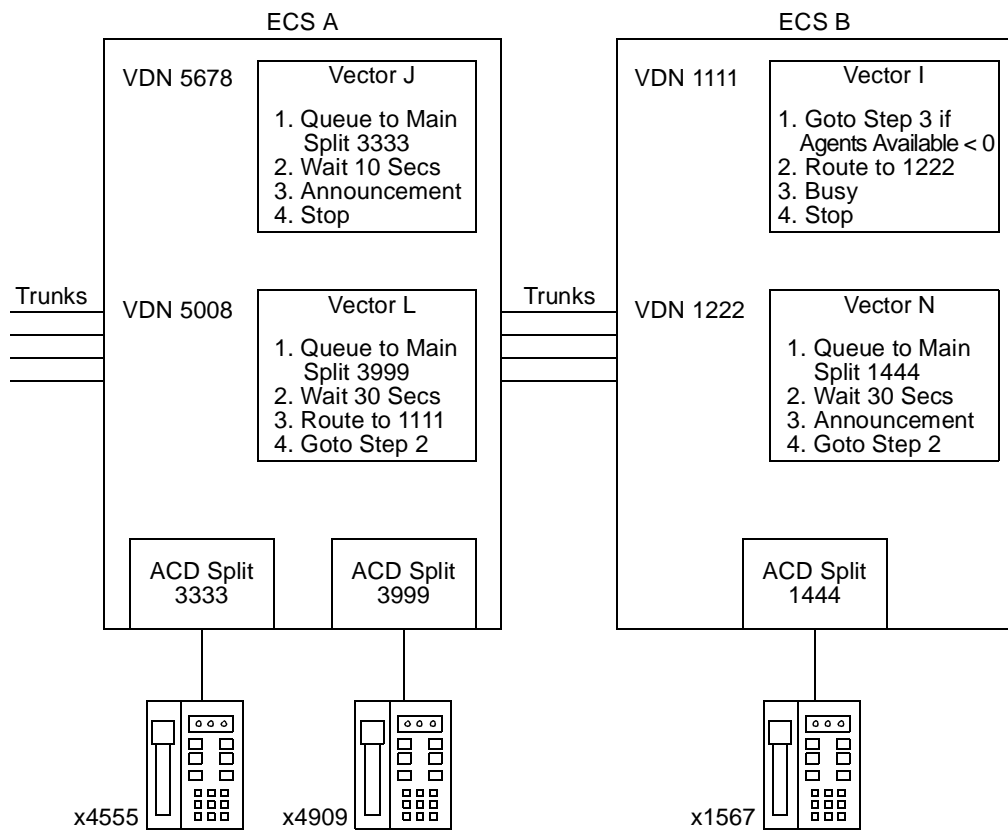 ECS A
ECS B
VDN 5678
Vector J
1. Queue to Main
Split 3333
2. Wait 10 Secs
3. Announcement
4. Stop
VDN 1111
Vector I
1. Goto Step 3 if
Agents Available < 0
2. Route to 1222
3. Busy
4. Stop
Trunks
VDN 5008
Vector L
1. Queue to Main
Split 3999
2. Wait 30 Secs
3. Route to 1111
4. Goto Step 2
Trunks
VDN 1222
Vector N
1. Queue to Main
Split 1444
2. Wait 30 Secs
3. Announcement
4. Goto Step 2
ACD Split
3333
ACD Split
3999
ACD Split
1444
x4555
x4909
x1567